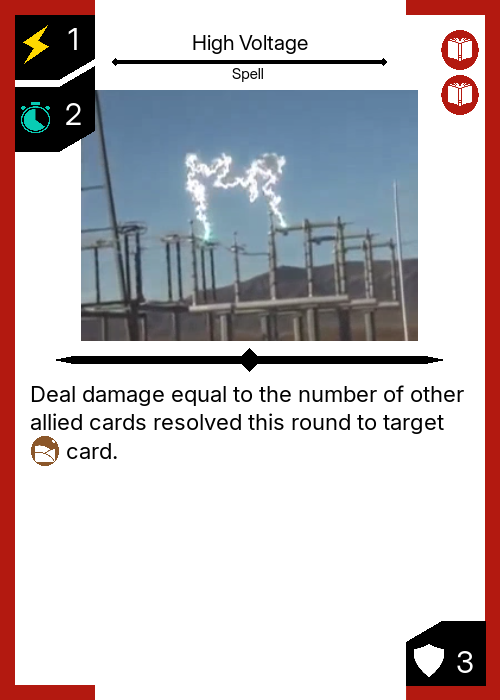 1
High Voltage
Spell
2
Deal damage equal to the number of other
allied cards resolved this round to target
card.
3